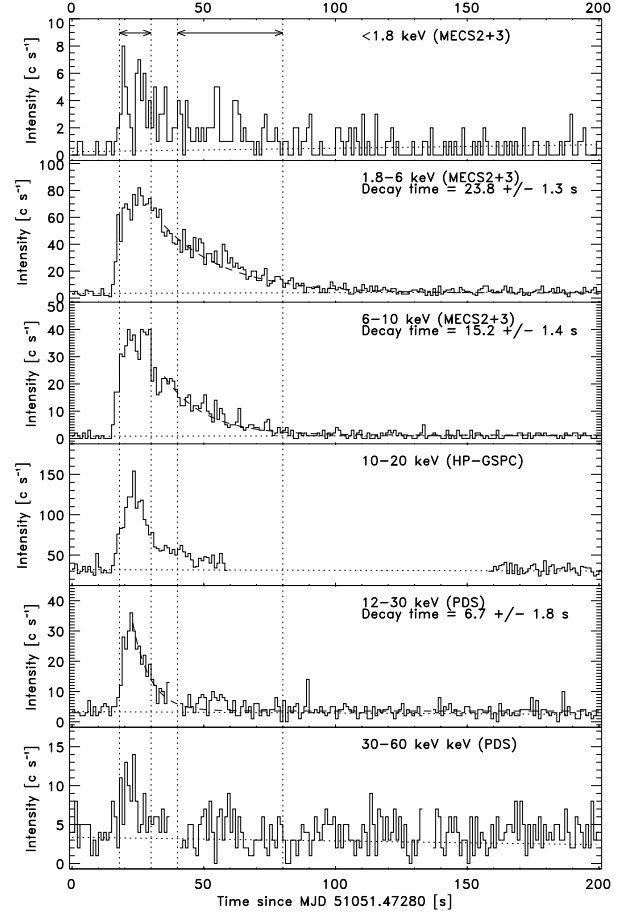 0 50 100 150 200
<1.8 keV (MECS2+3)
Intensity [c s⁻¹]
10
8
6
4
2
0
1.8–6 keV (MECS2+3)
Decay time = 23.8 +/– 1.3 s
Intensity [c s⁻¹]
100
80
60
40
20
0
6–10 keV (MECS2+3)
Decay time = 15.2 +/– 1.4 s
Intensity [c s⁻¹]
50
40
30
20
10
0
10–20 keV (HP–GSPC)
Intensity [c s⁻¹]
150
100
50
12–30 keV (PDS)
Decay time = 6.7 +/– 1.8 s
Intensity [c s⁻¹]
40
30
20
10
0
30–60 keV keV (PDS)
Intensity [c s⁻¹]
15
10
5
0
0 50 100 150 200
Time since MJD 51051.47280 [s]